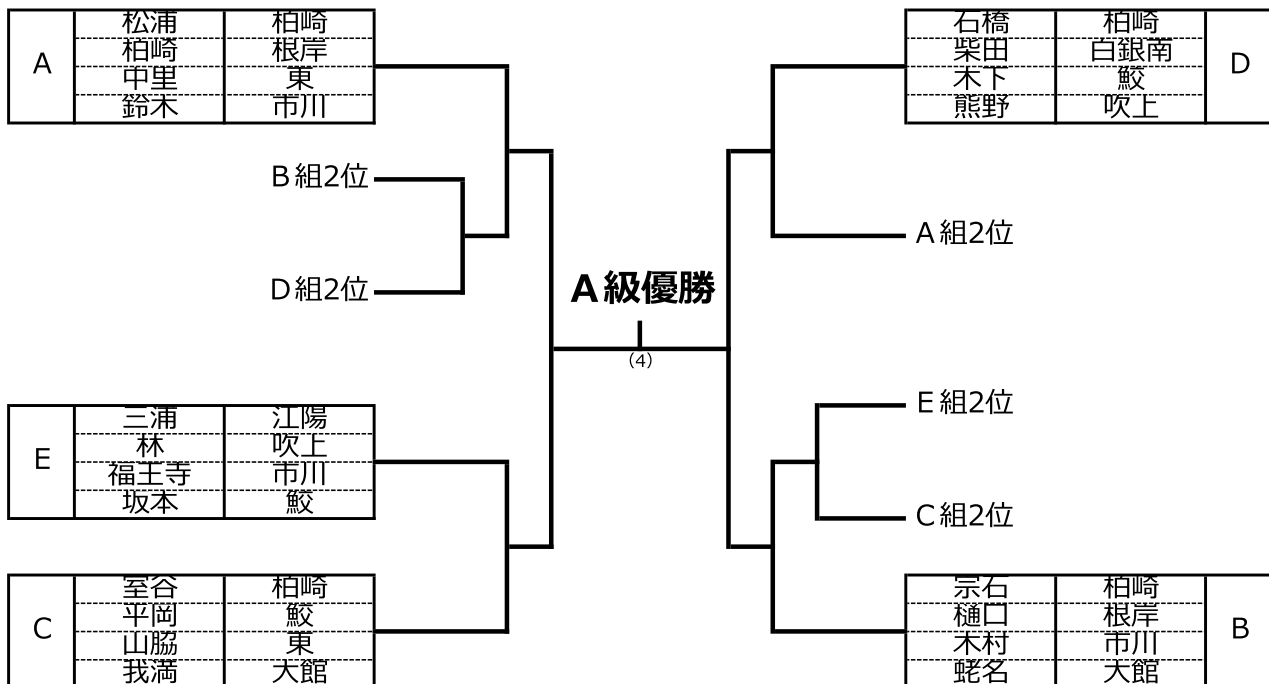 A
松浦 柏崎
柏崎 根岸
中里 東
鈴木 市川
B組2位
D組2位
E
三浦 江陽
林 吹上
福王寺 市川
坂本 鮫
C
室谷 柏崎
平岡 鮫
山脇 東
我満 大館
A級優勝
(4)
石橋 柏崎
柴田 白銀南
木下 鮫
熊野 吹上
D
A組2位
E組2位
C組2位
宗石 柏崎
樋口 根岸
木村 市川
蛯名 大館
B